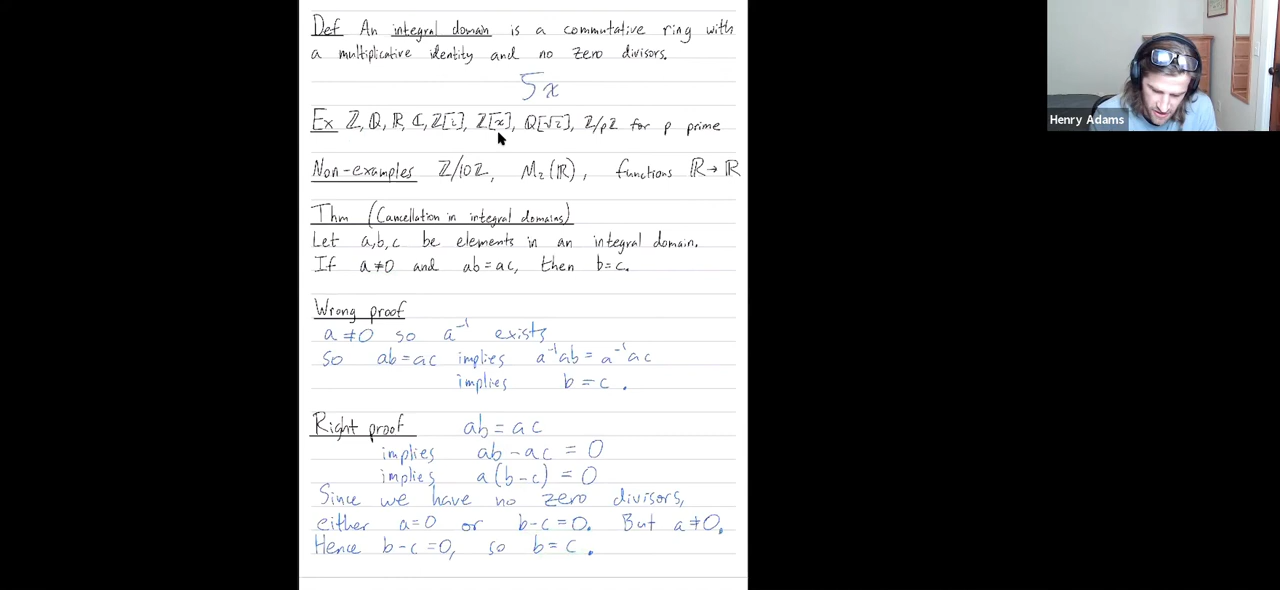 Def An integral domain is a commutative ring with
a multiplicative identity and no zero divisors.
5x
Ex ℤ, ℚ, ℝ, ℂ, ℤ[i], ℤ[x], ℚ[√2], ℤ/pℤ for p prime
Non-examples ℤ/10ℤ, M₂(ℝ), functions ℝ→ℝ
Thm (Cancellation in integral domains)
Let a,b,c be elements in an integral domain.
If a≠0 and ab=ac, then b=c.
Wrong proof
a≠0 so a⁻¹ exists
So ab=ac implies a⁻¹ab=a⁻¹ac
implies b=c.
Right proof ab=ac
implies ab-ac=0
implies a(b-c)=0
Since we have no zero divisors,
either a=0 or b-c=0. But a≠0.
Hence b-c=0, so b=c.
Henry Adams